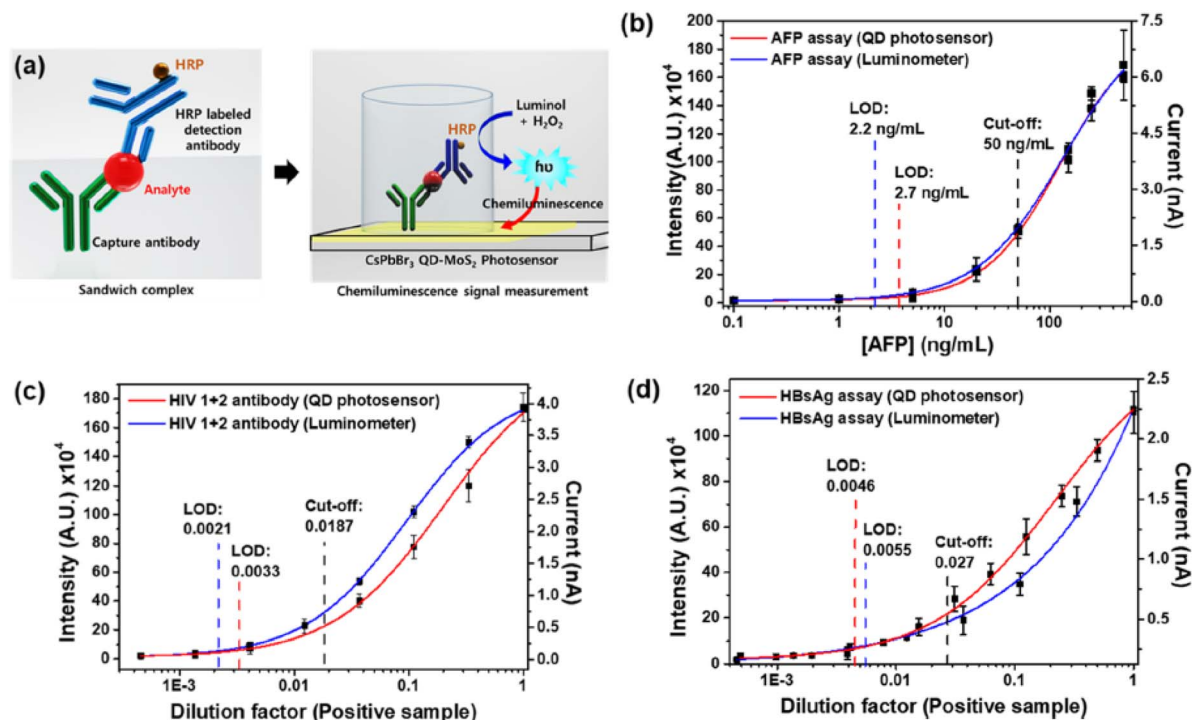 (a)
HRP
HRP labeled
detection
antibody
Analyte
Capture antibody
Sandwich complex
Luminol
+ H₂O₂
HRP
hυ
Chemiluminescence
CsPbBr₃ QD-MoS₂ Photosensor
Chemiluminescence signal measurement
(b)
AFP assay (QD photosensor)
AFP assay (Luminometer)
LOD:
2.2 ng/mL
LOD:
2.7 ng/mL
Cut-off:
50 ng/mL
Intensity(A.U.) x10⁴
200
180
160
140
120
100
80
60
40
20
0
Current (nA)
7.5
6.0
4.5
3.0
1.5
0.0
0.1
1
10
100
[AFP] (ng/mL)
(c)
HIV 1+2 antibody (QD photosensor)
HIV 1+2 antibody (Luminometer)
LOD:
0.0021
LOD:
0.0033
Cut-off:
0.0187
Intensity (A.U.) x10⁴
180
160
140
120
100
80
60
40
20
0
Current (nA)
4.0
3.5
3.0
2.5
2.0
1.5
1.0
0.5
0.0
1E-3
0.01
0.1
1
Dilution factor (Positive sample)
(d)
HBsAg assay (QD photosensor)
HBsAg assay (Luminometer)
LOD:
0.0046
LOD:
0.0055
Cut-off:
0.027
Intensity (A.U.) x10⁴
120
100
80
60
40
20
0
Current (nA)
2.5
2.0
1.5
1.0
0.5
1E-3
0.01
0.1
1
Dilution factor (Positive sample)